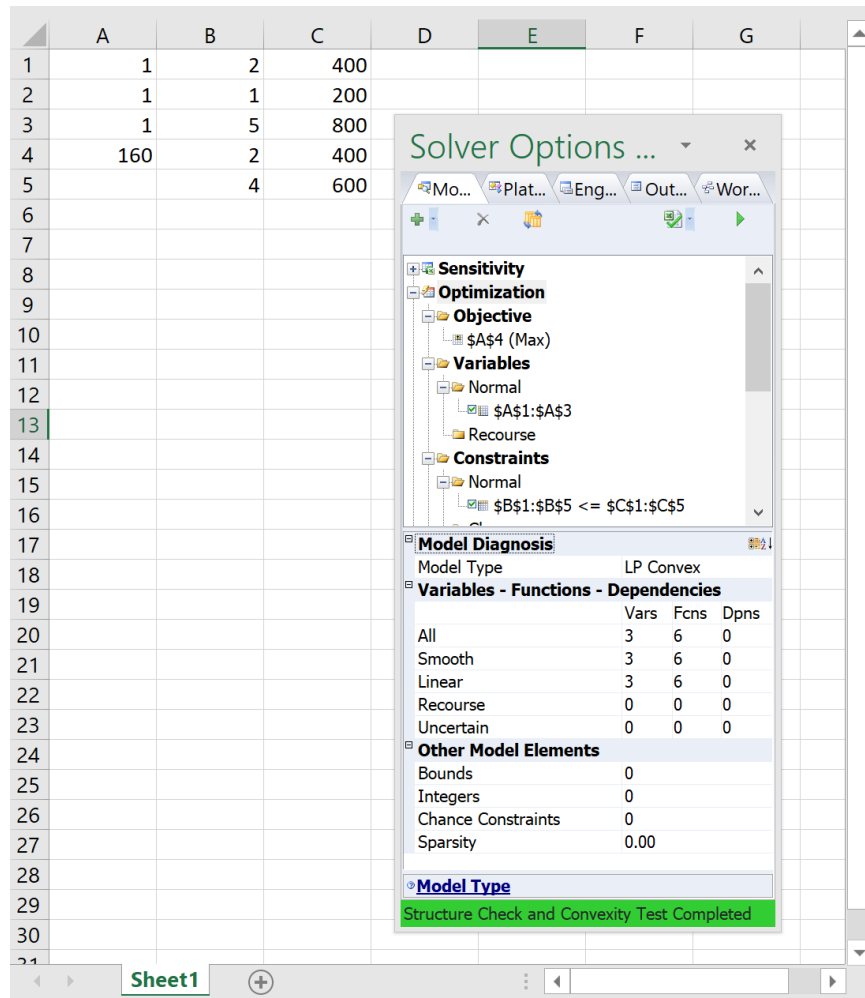 A B C D E F G
1 1 2 400
2 1 1 200
3 1 5 800
4 160 2 400
5 4 600
6
7
8
9
10
11
12
13
14
15
16
17
18
19
20
21
22
23
24
25
26
27
28
29
30
Solver Options ...
Mo... Plat... Eng... Out... Wor...
Sensitivity
Optimization
Objective
$A$4 (Max)
Variables
Normal
$A$1:$A$3
Recourse
Constraints
Normal
$B$1:$B$5 <= $C$1:$C$5
Model Diagnosis
Model Type LP Convex
Variables - Functions - Dependencies
Vars Fcns Dpns
All 3 6 0
Smooth 3 6 0
Linear 3 6 0
Recourse 0 0 0
Uncertain 0 0 0
Other Model Elements
Bounds 0
Integers 0
Chance Constraints 0
Sparsity 0.00
Model Type
Structure Check and Convexity Test Completed
Sheet1